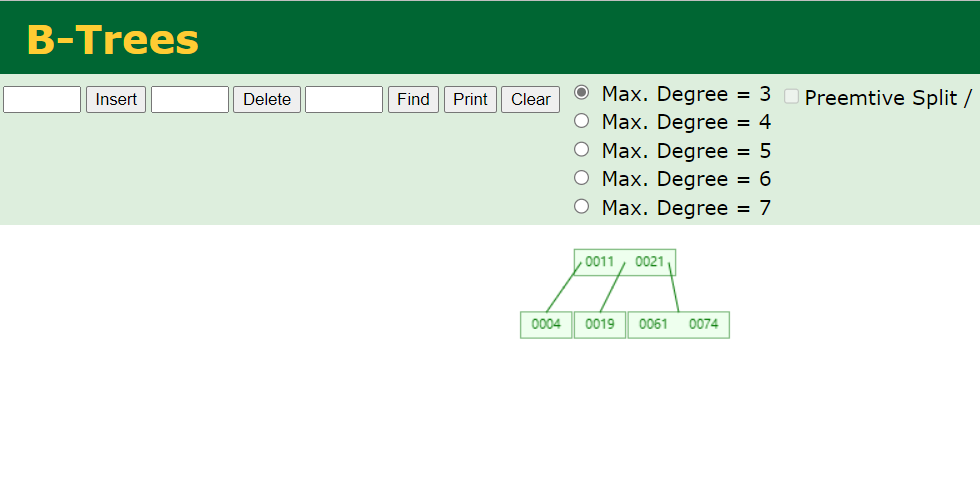 B-Trees
Insert Delete Find Print Clear Max. Degree = 3 Preemtive Split /
Max. Degree = 4
Max. Degree = 5
Max. Degree = 6
Max. Degree = 7
0011 0021
0004 0019 0061 0074